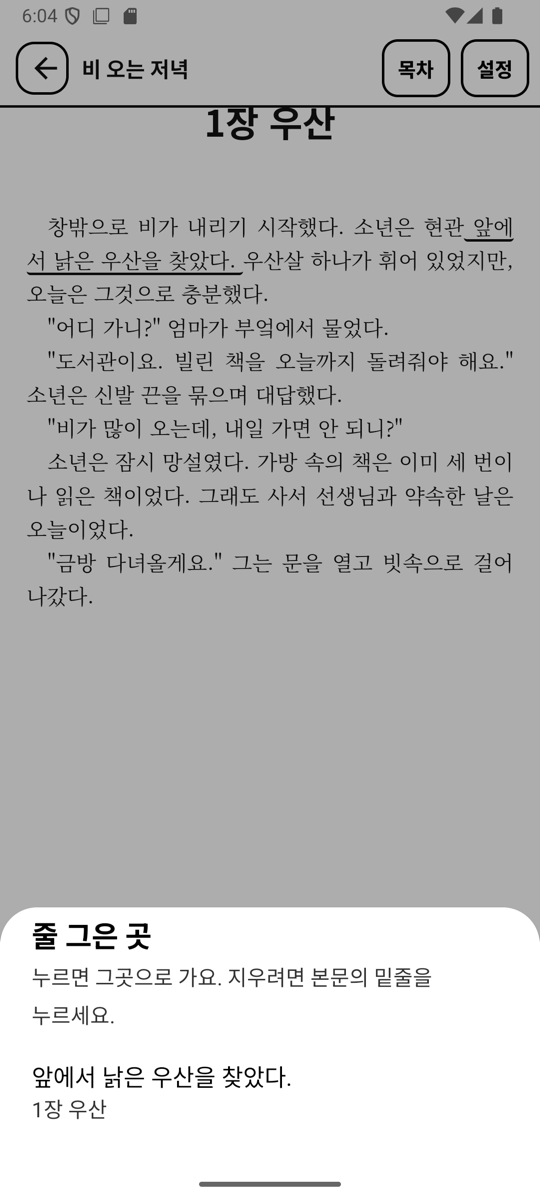 6:04
비 오는 저녁
목차
설정
1장 우산
창밖으로 비가 내리기 시작했다. 소년은 현관 앞에
서 낡은 우산을 찾았다. 우산살 하나가 휘어 있었지만,
오늘은 그것으로 충분했다.
"어디 가니?" 엄마가 부엌에서 물었다.
"도서관이요. 빌린 책을 오늘까지 돌려줘야 해요."
소년은 신발 끈을 묶으며 대답했다.
"비가 많이 오는데, 내일 가면 안 되니?"
소년은 잠시 망설였다. 가방 속의 책은 이미 세 번이
나 읽은 책이었다. 그래도 사서 선생님과 약속한 날은
오늘이었다.
"금방 다녀올게요." 그는 문을 열고 빗속으로 걸어
나갔다.
줄 그은 곳
누르면 그곳으로 가요. 지우려면 본문의 밑줄을
누르세요.
앞에서 낡은 우산을 찾았다.
1장 우산